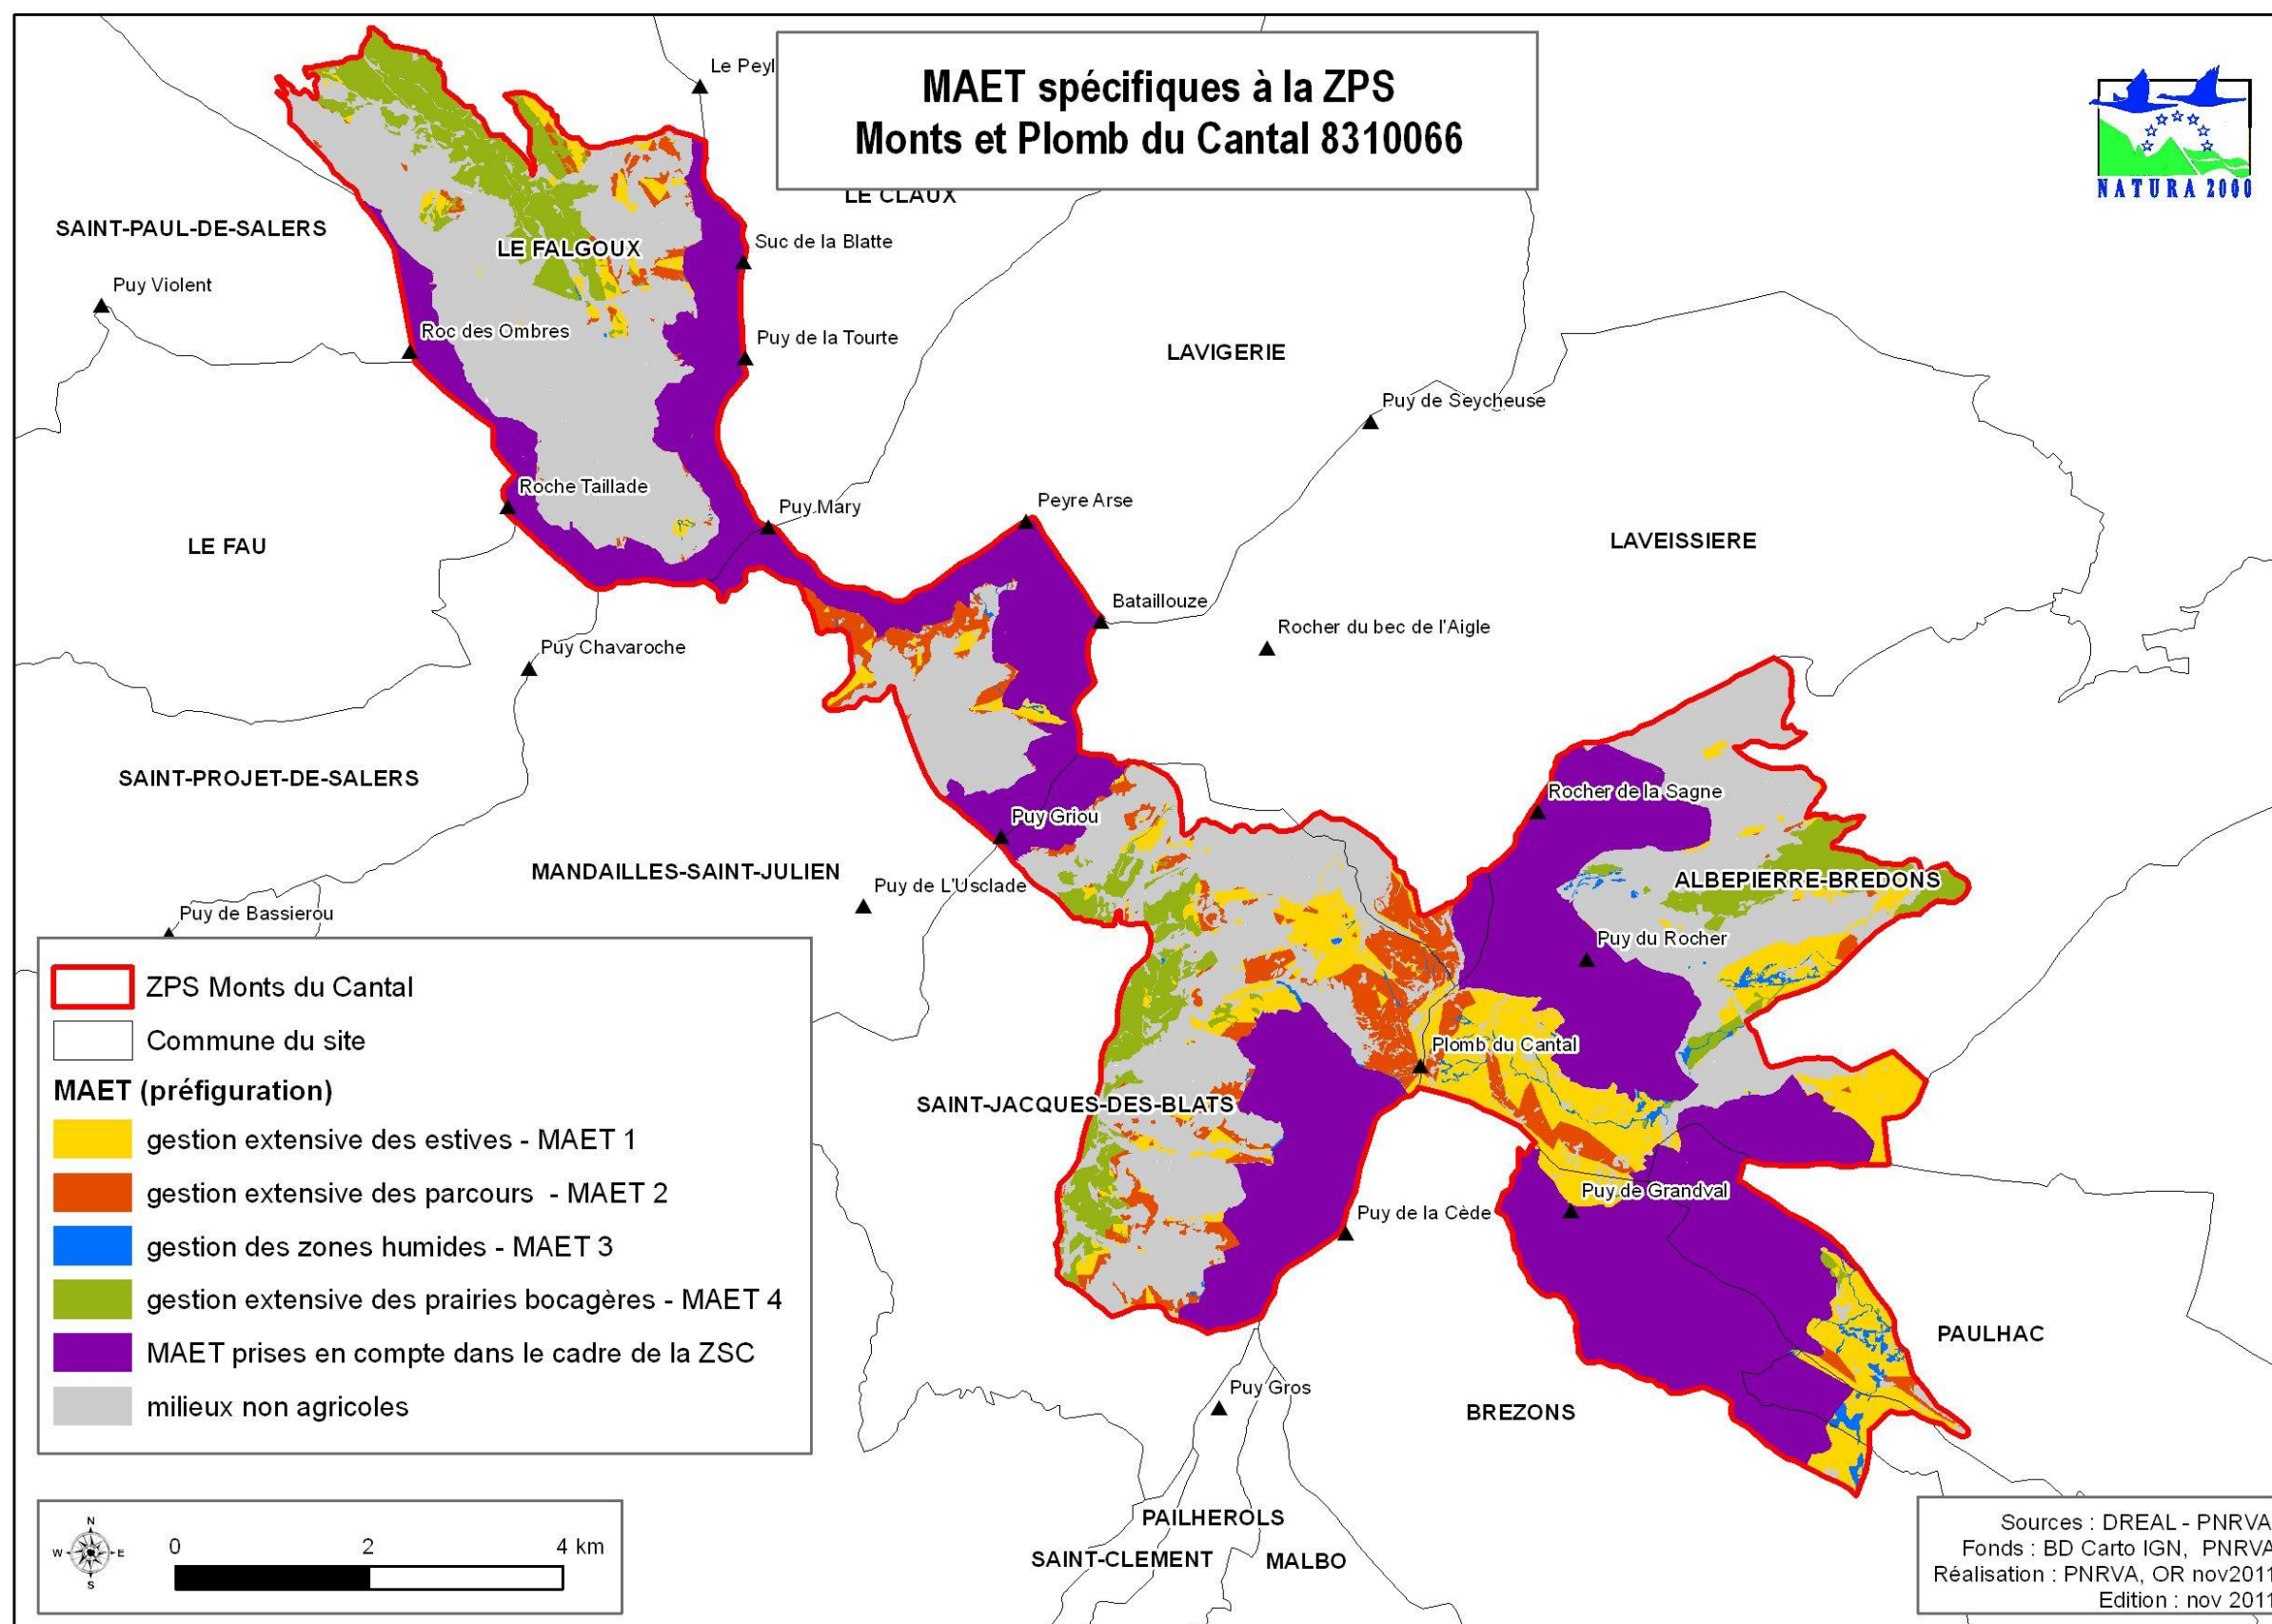 MAET spécifiques à la ZPS
Monts et Plomb du Cantal 8310066
NATURA 2000
Le Peyl
LE CLAUX
SAINT-PAUL-DE-SALERS
Suc de la Blatte
LE FALGOUX
Puy Violent
Roc des Ombres
Puy de la Tourte
LAVIGERIE
Puy de Seycheuse
Roche Taillade
Puy Mary
Peyre Arse
LE FAU
LAVEISSIERE
Bataillouze
Rocher du bec de l'Aigle
Puy Chavaroche
SAINT-PROJET-DE-SALERS
Rocher de la Sagne
Puy Griou
MANDAILLES-SAINT-JULIEN
Puy de L'Usclade
ALBEPIERRE-BREDONS
Puy de Bassierou
Puy du Rocher
Plomb du Cantal
SAINT-JACQUES-DES-BLATS
Puy de Grandval
Puy de la Cède
PAULHAC
Puy Gros
BREZONS
PAILHEROLS
SAINT-CLEMENT
MALBO
ZPS Monts du Cantal
Commune du site
MAET (préfiguration)
gestion extensive des estives - MAET 1
gestion extensive des parcours - MAET 2
gestion des zones humides - MAET 3
gestion extensive des prairies bocagères - MAET 4
MAET prises en compte dans le cadre de la ZSC
milieux non agricoles
N
W E
S
0 2 4 km
Sources : DREAL - PNRVA
Fonds : BD Carto IGN, PNRVA
Réalisation : PNRVA, OR nov2011
Edition : nov 2011